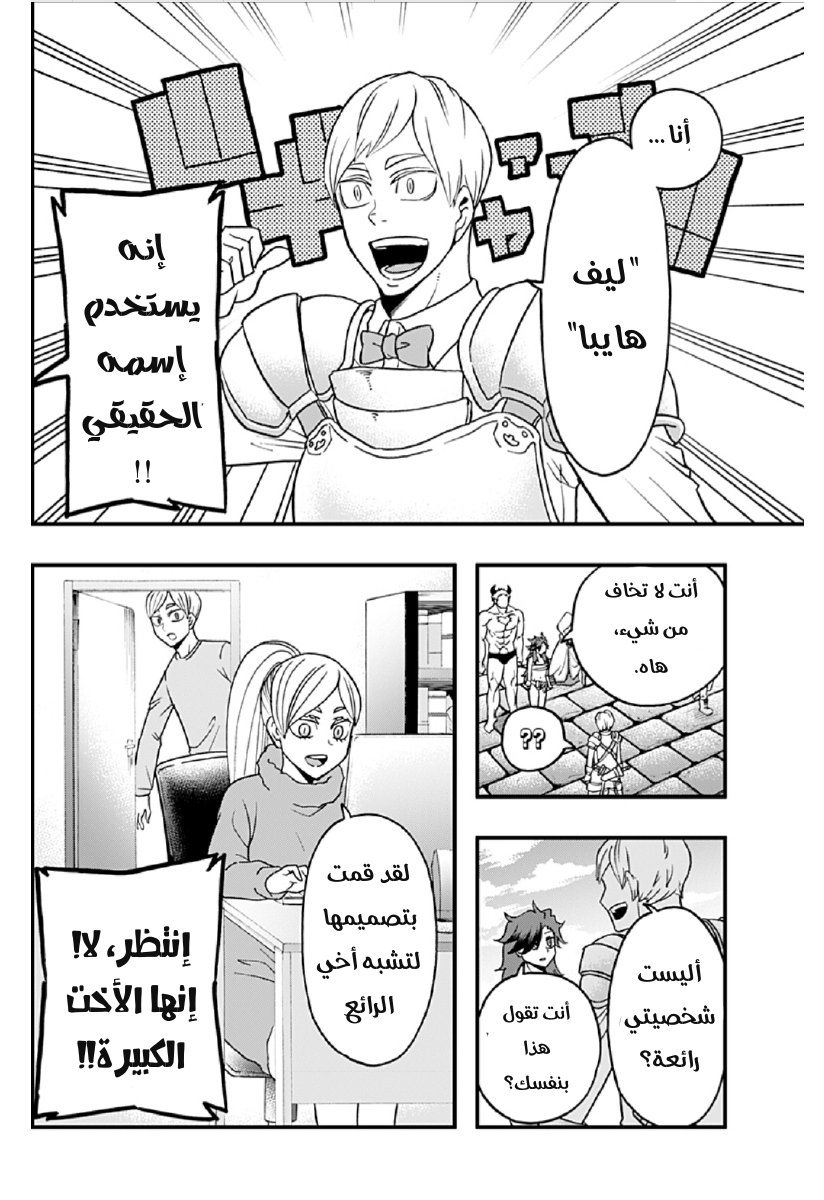 أنا ...
"ليف
هايبا"
إنه
يستخدم
إسمه
الحقيقي
!!
أنت لا تخاف
من شيء،
هاه.
??
أليست
شخصيتي
رائعة؟
أنت تقول
هذا
بنفسك؟
لقد قمت
بتصميمها
لتشبه أخي
الرائع
إنتظر، لا!
إنها الأخت
الكبيرة!!